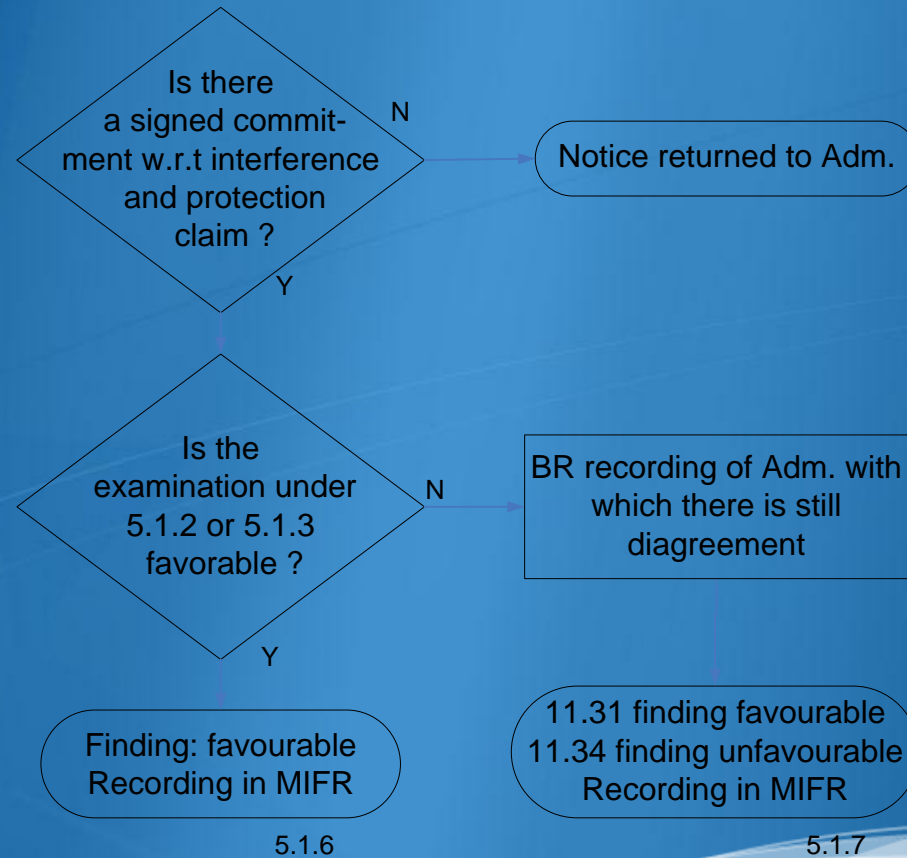 Is there
a signed commit-
ment w.r.t interference
and protection
claim ?
N
Notice returned to Adm.
Y
Is the
examination under
5.1.2 or 5.1.3
favorable ?
N
BR recording of Adm. with
which there is still
diagreement
Y
Finding: favourable
Recording in MIFR
11.31 finding favourable
11.34 finding unfavourable
Recording in MIFR
5.1.6
5.1.7